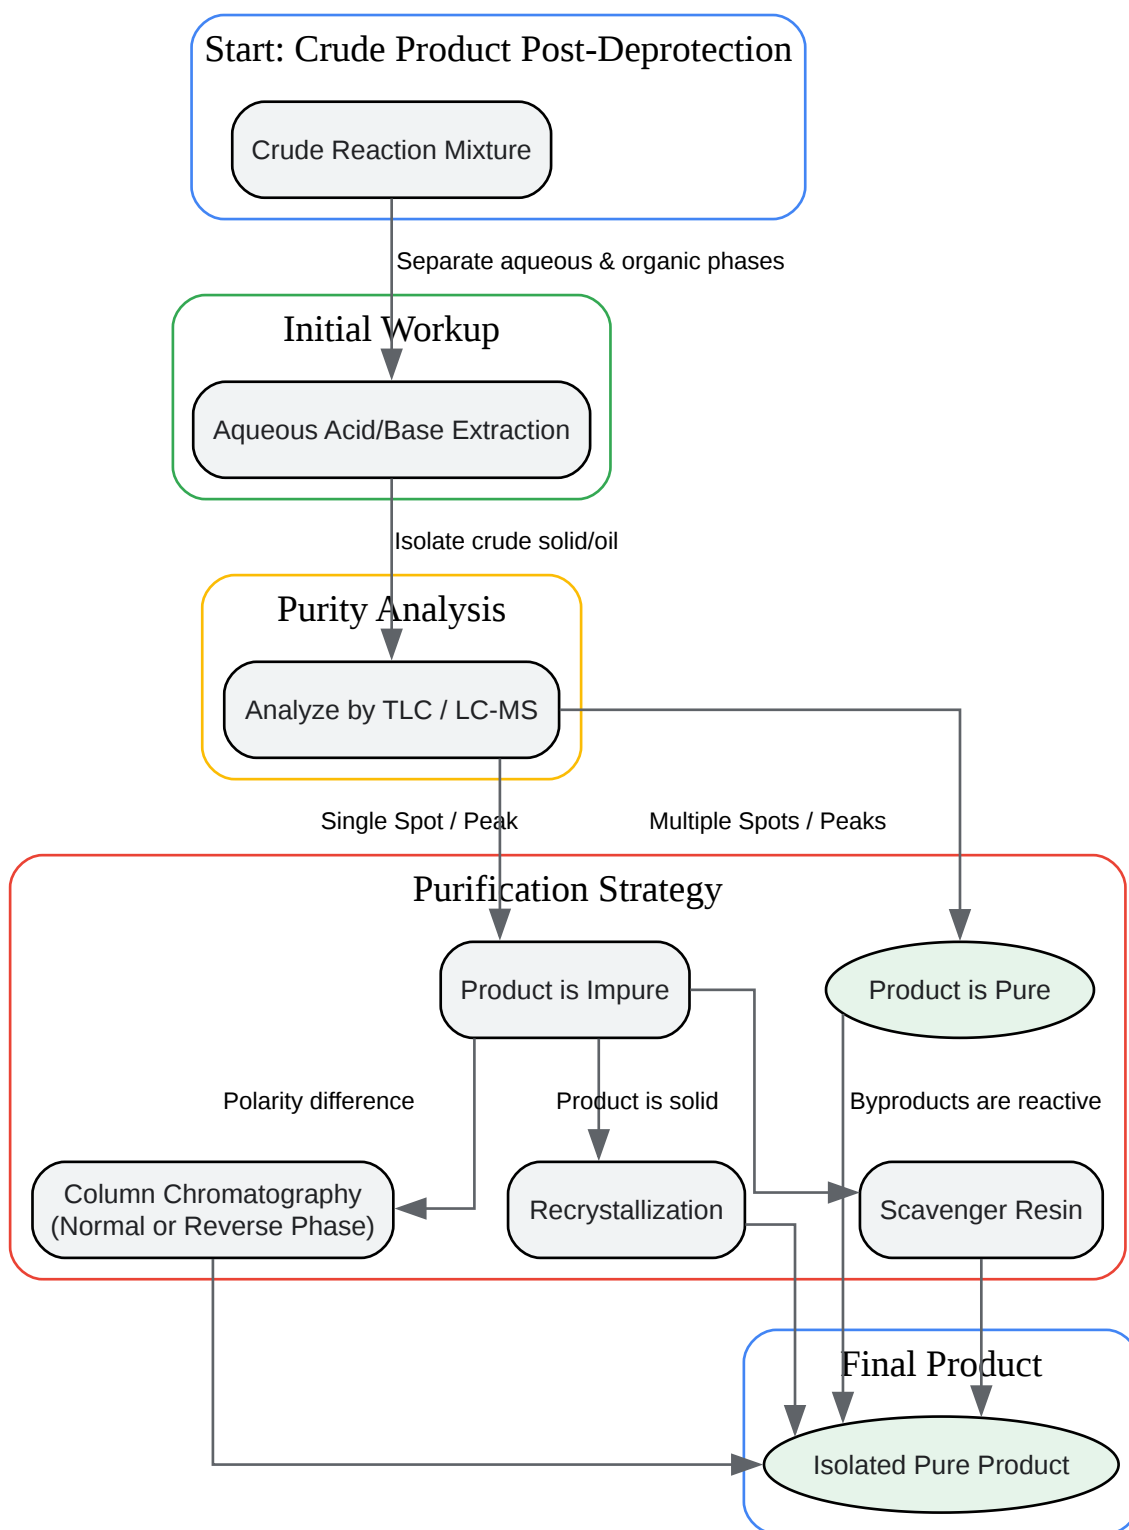 Start: Crude Product Post-Deprotection
Crude Reaction Mixture
Separate aqueous & organic phases
Initial Workup
Aqueous Acid/Base Extraction
Isolate crude solid/oil
Purity Analysis
Analyze by TLC / LC-MS
Single Spot / Peak
Multiple Spots / Peaks
Purification Strategy
Product is Impure
Product is Pure
Polarity difference
Product is solid
Byproducts are reactive
Column Chromatography
(Normal or Reverse Phase)
Recrystallization
Scavenger Resin
Final Product
Isolated Pure Product